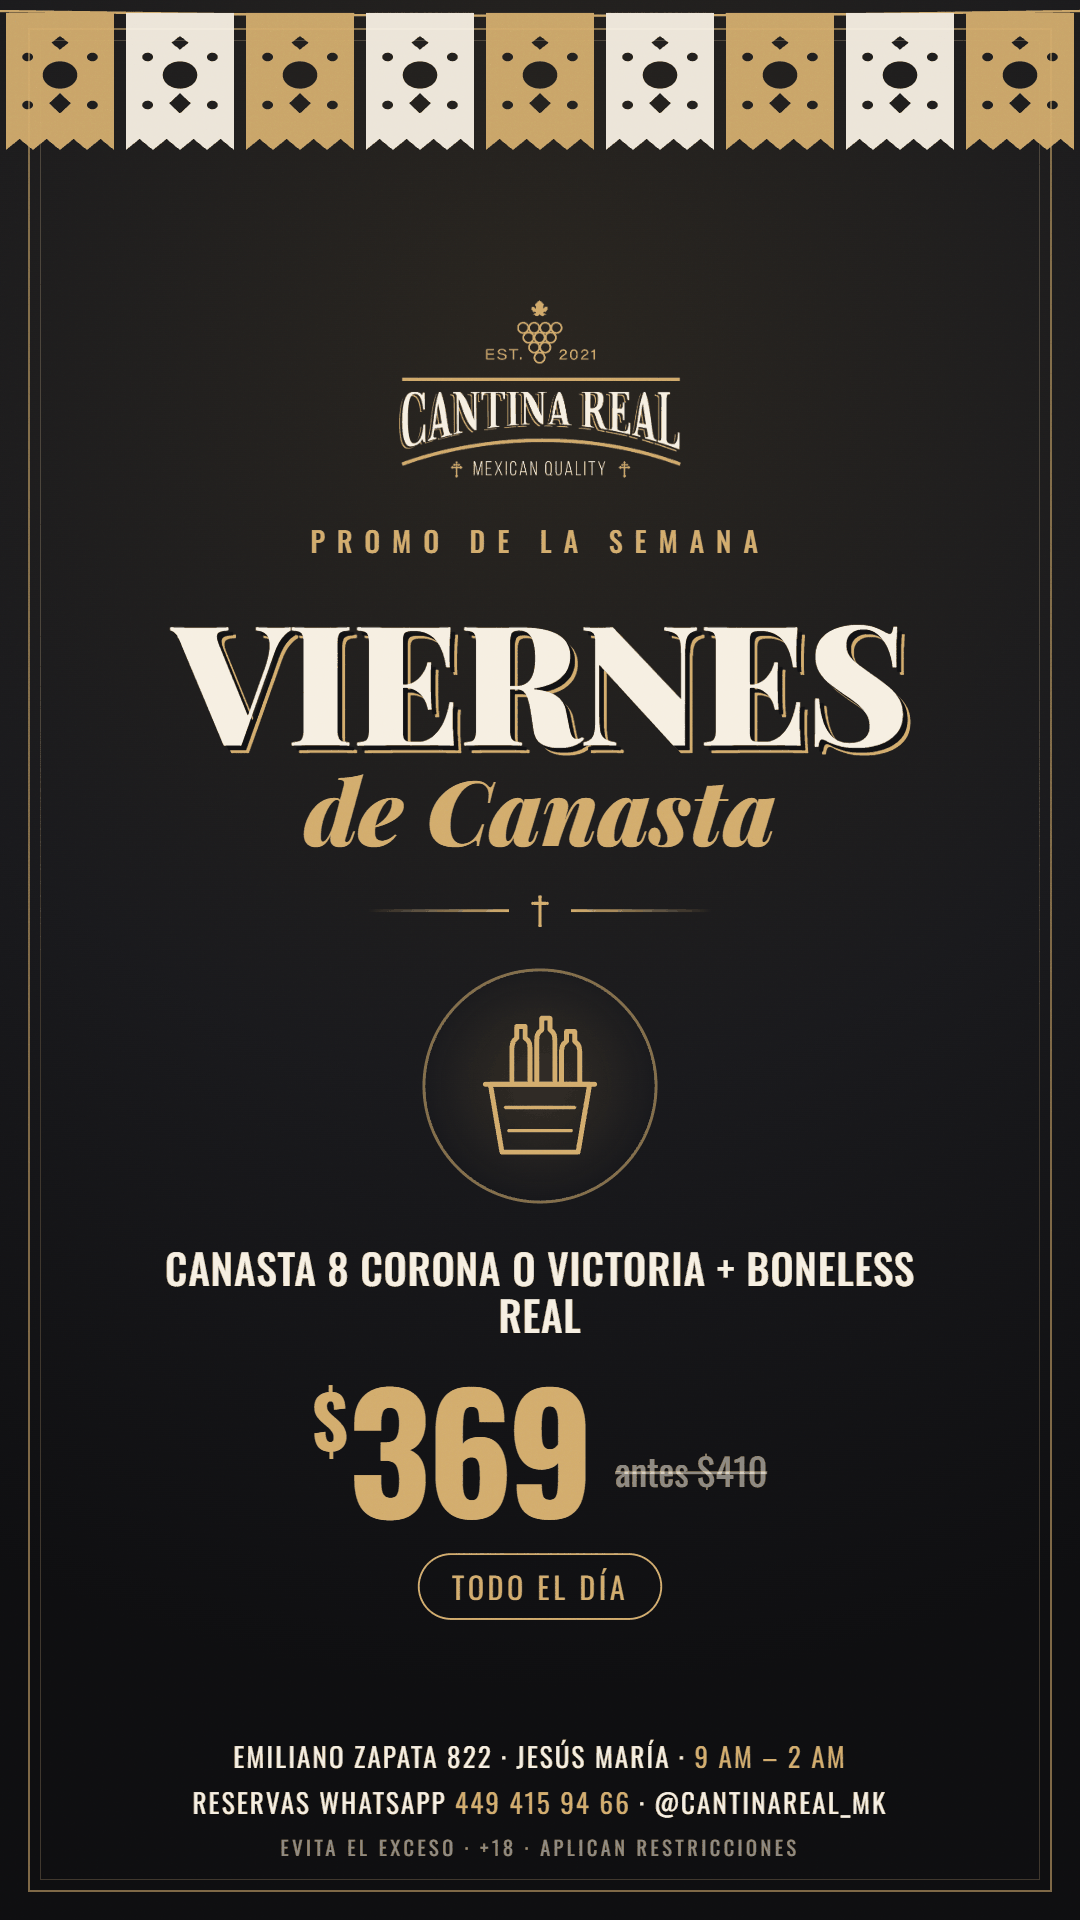 EST. 2021
CANTINA REAL
MEXICAN QUALITY
PROMO DE LA SEMANA
VIERNES
de Canasta
CANASTA 8 CORONA O VICTORIA + BONELESS
REAL
$369 antes $410
TODO EL DÍA
EMILIANO ZAPATA 822 · JESÚS MARÍA · 9 AM – 2 AM
RESERVAS WHATSAPP 449 415 94 66 · @CANTINAREAL_MK
EVITA EL EXCESO · +18 · APLICAN RESTRICCIONES